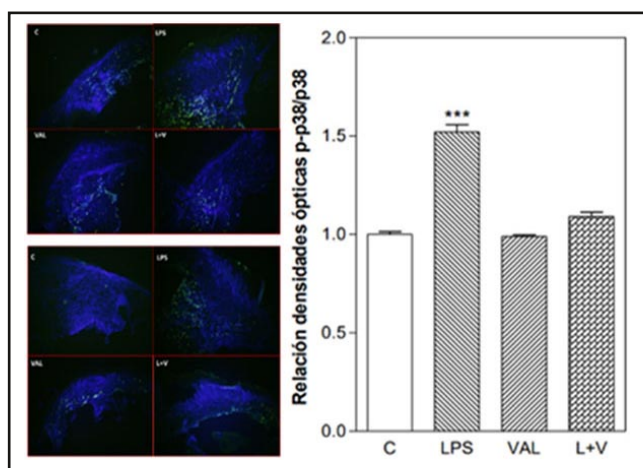 C LPS
VAL L+V
C LPS
VAL L+V
Relación densidades ópticas p-p38/p38
2.0
1.5
1.0
0.5
0.0
***
C LPS VAL L+V